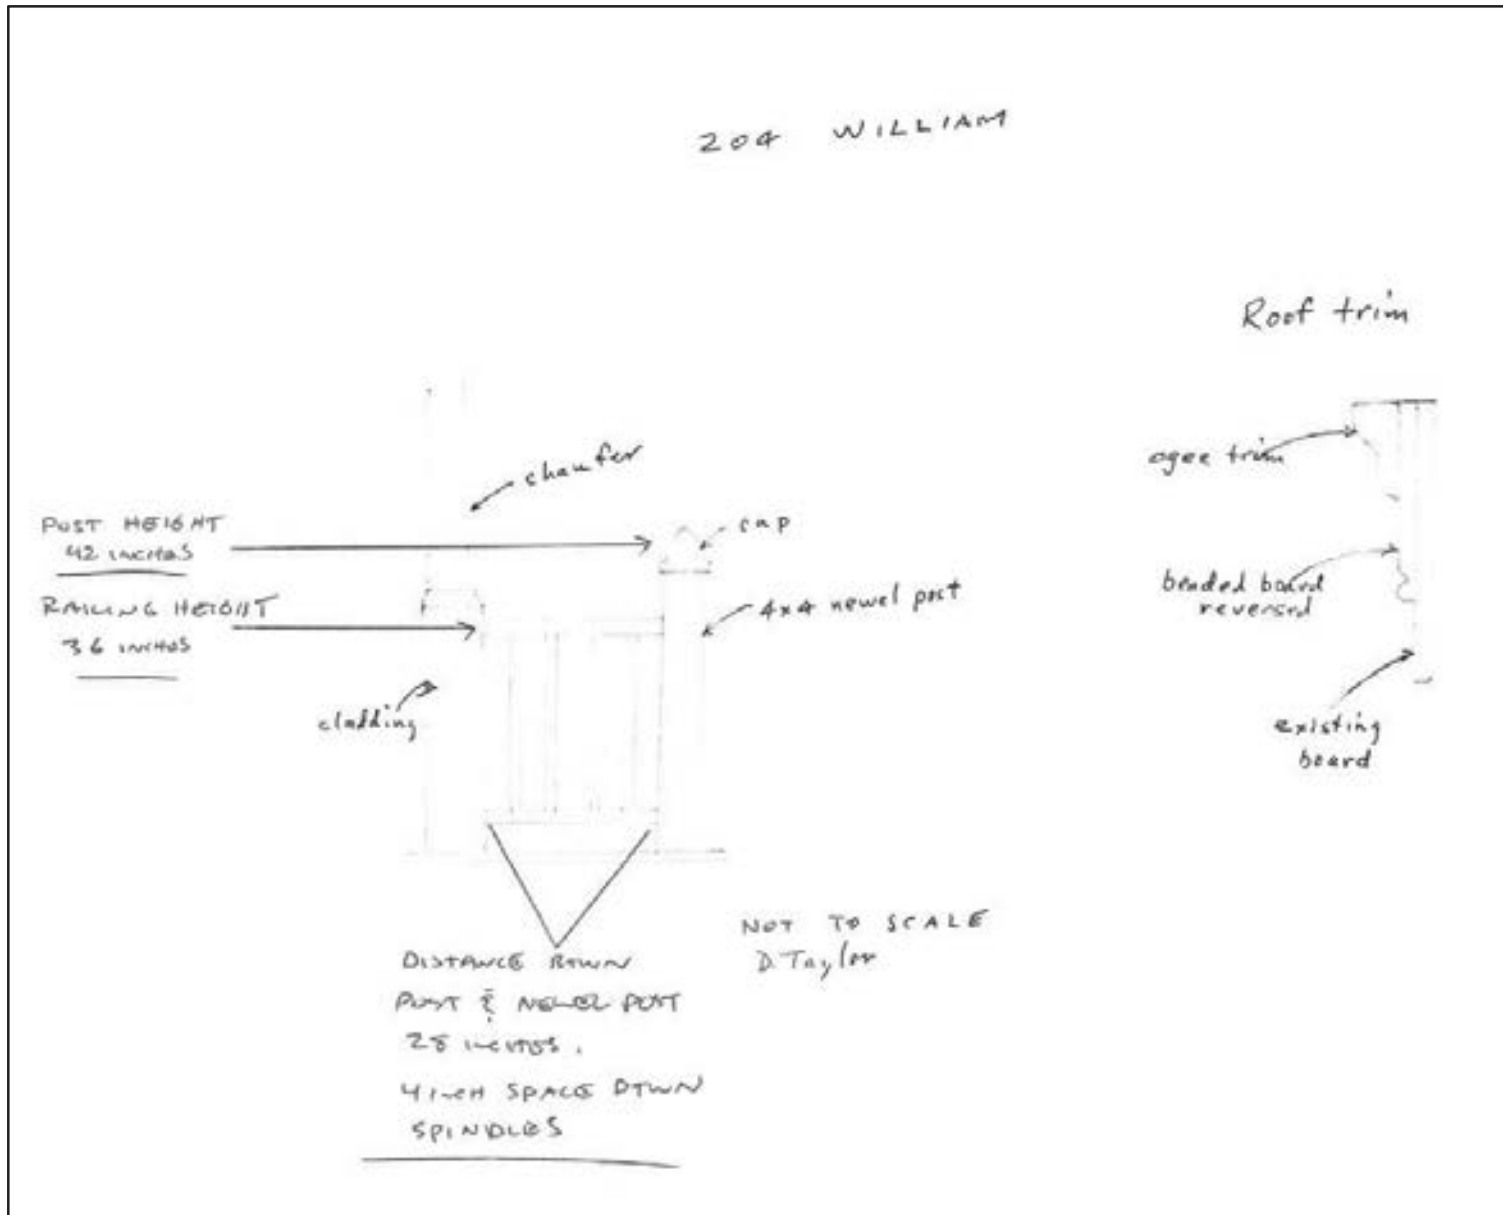 204 WILLIAM
Roof trim
chamfer
ogee trim
POST HEIGHT
42 INCHES
cap
RAILING HEIGHT
36 INCHES
4x4 newel post
beaded board
reversed
cladding
existing
board
NOT TO SCALE
D. Taylor
DISTANCE BTWN
POST & NEWEL POST
28 INCHES.
4 INCH SPACE BTWN
SPINDLES